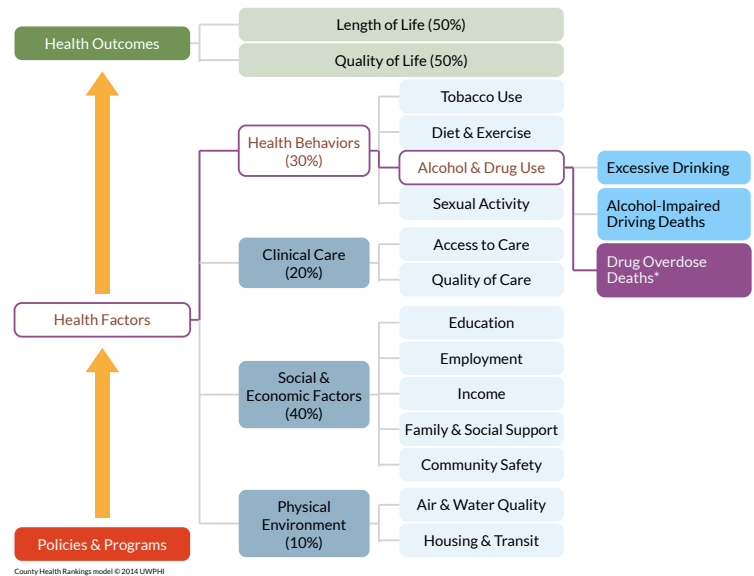 Health Outcomes
Length of Life (50%)
Quality of Life (50%)
Tobacco Use
Diet & Exercise
Health Behaviors
(30%)
Alcohol & Drug Use
Excessive Drinking
Sexual Activity
Alcohol-Impaired
Driving Deaths
Clinical Care
(20%)
Access to Care
Quality of Care
Drug Overdose
Deaths*
Health Factors
Education
Employment
Social &
Economic Factors
(40%)
Income
Family & Social Support
Community Safety
Physical
Environment
(10%)
Air & Water Quality
Housing & Transit
Policies & Programs
County Health Rankings model © 2014 UWPHI